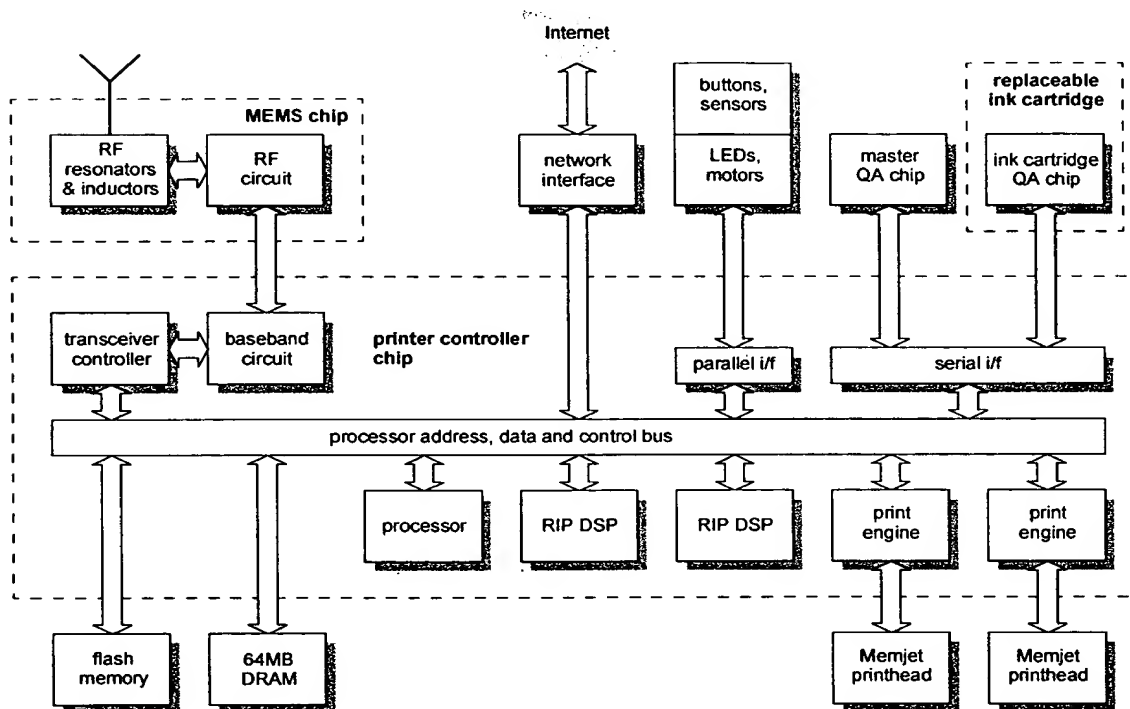 Internet
replaceable
ink cartridge
MEMS chip
buttons,
sensors
RF
resonators
& inductors
RF
circuit
network
interface
LEDs,
motors
master
QA chip
ink cartridge
QA chip
transceiver
controller
baseband
circuit
printer controller
chip
parallel i/f
serial i/f
processor address, data and control bus
processor
RIP DSP
RIP DSP
print
engine
print
engine
flash
memory
64MB
DRAM
Memjet
printhead
Memjet
printhead